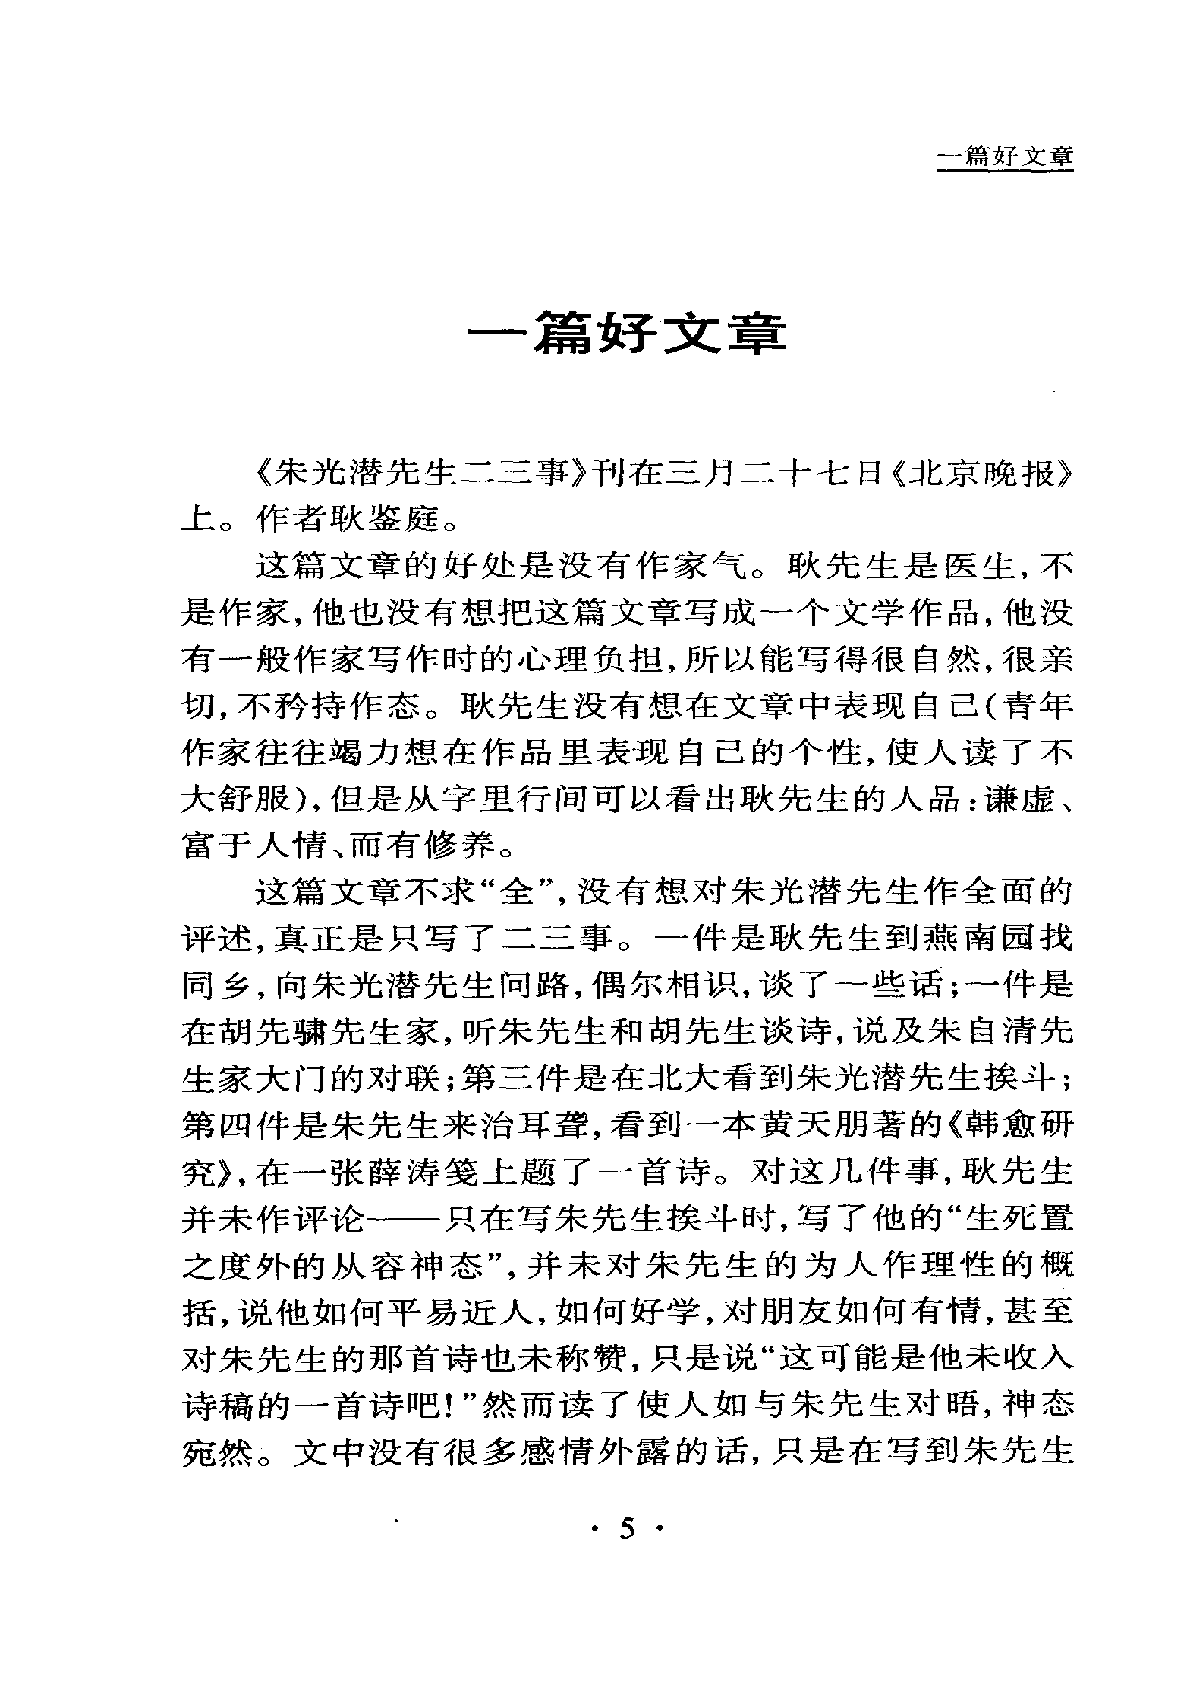 一篇好文章
一篇好文章
《朱光潜先生二三事》刊在三月二十七日《北京晚报》
上。作者耿鉴庭。
这篇文章的好处是没有作家气。耿先生是医生,不
是作家,他也没有想把这篇文章写成一个文学作品,他没
有一般作家写作时的心理负担,所以能写得很自然,很亲
切,不矜持作态。耿先生没有想在文章中表现自己(青年
作家往往竭力想在作品里表现自己的个性,使人读了不
大舒服),但是从字里行间可以看出耿先生的人品:谦虚、
富于人情、而有修养。
这篇文章不求“全”,没有想对朱光潜先生作全面的
评述,真正是只写了二三事。一件是耿先生到燕南园找
同乡,向朱光潜先生问路,偶尔相识,谈了一些话;一件是
在胡先骕先生家,听朱先生和胡先生谈诗,说及朱自清先
生家大门的对联;第三件是在北大看到朱光潜先生挨斗;
第四件是朱先生来治耳聋,看到一本黄天朋著的《韩愈研
究》,在一张薛涛笺上题了一首诗。对这几件事,耿先生
并未作评论——只在写朱先生挨斗时,写了他的“生死置
之度外的从容神态”,并未对朱先生的为人作理性的概
括,说他如何平易近人,如何好学,对朋友如何有情,甚至
对朱先生的那首诗也未称赞,只是说“这可能是他未收入
诗稿的一首诗吧!”然而读了使人如与朱先生对晤,神态
宛然。文中没有很多感情外露的话,只是在写到朱先生
·5·